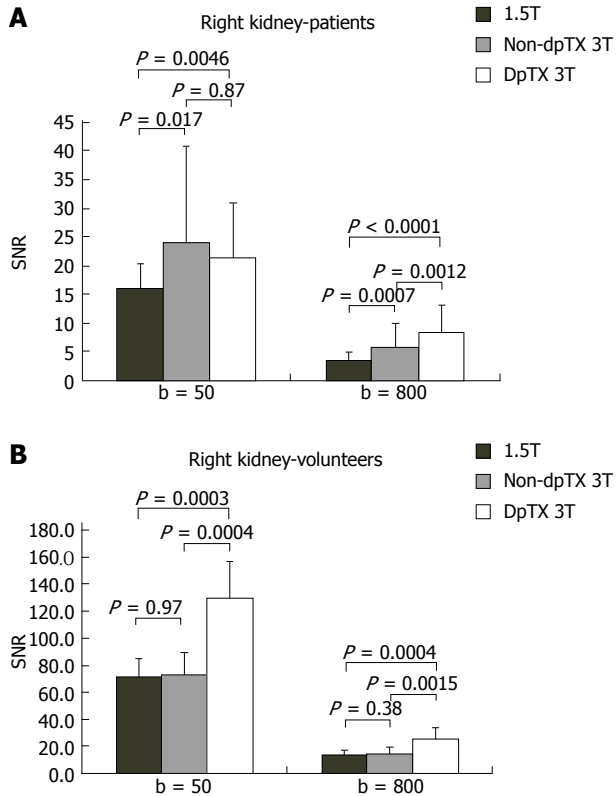 A
Right kidney-patients
1.5T
Non-dpTX 3T
DpTX 3T
P = 0.0046
P = 0.87
P = 0.017
45
40
35
30
25
20
15
10
5
0
SNR
P < 0.0001
P = 0.0012
P = 0.0007
b = 50
b = 800
B
Right kidney-volunteers
1.5T
Non-dpTX 3T
DpTX 3T
P = 0.0003
P = 0.0004
P = 0.97
180.0
160.0
140.0
120.0
100.0
80.0
60.0
40.0
20.0
0.0
SNR
P = 0.0004
P = 0.0015
P = 0.38
b = 50
b = 800